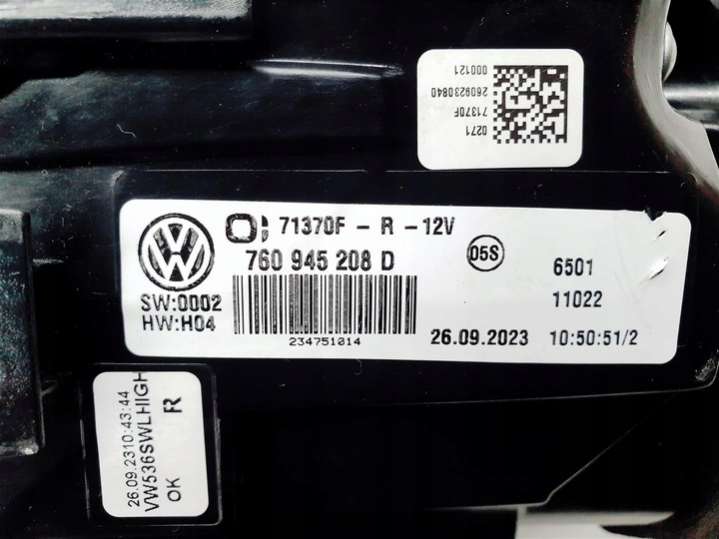 000121
2609230840
71370F
0271
71370F - R -12V
760 945 208 D
05S
6501
11022
SW:0002
HW:H04
234751014
26.09.2023 10:50:51/2
26.09.2310:43:44
VW536SWLHIGH
OK R